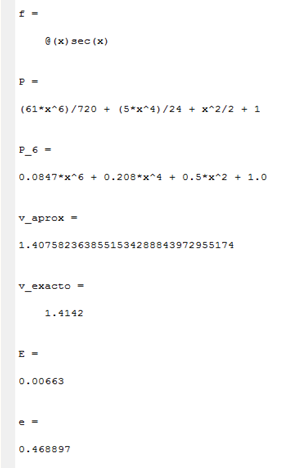 f =
@(x)sec(x)
P =
(61*x^6)/720 + (5*x^4)/24 + x^2/2 + 1
P_6 =
0.0847*x^6 + 0.208*x^4 + 0.5*x^2 + 1.0
v_aprox =
1.4075823638551534288843972955174
v_exacto =
1.4142
E =
0.00663
e =
0.468897